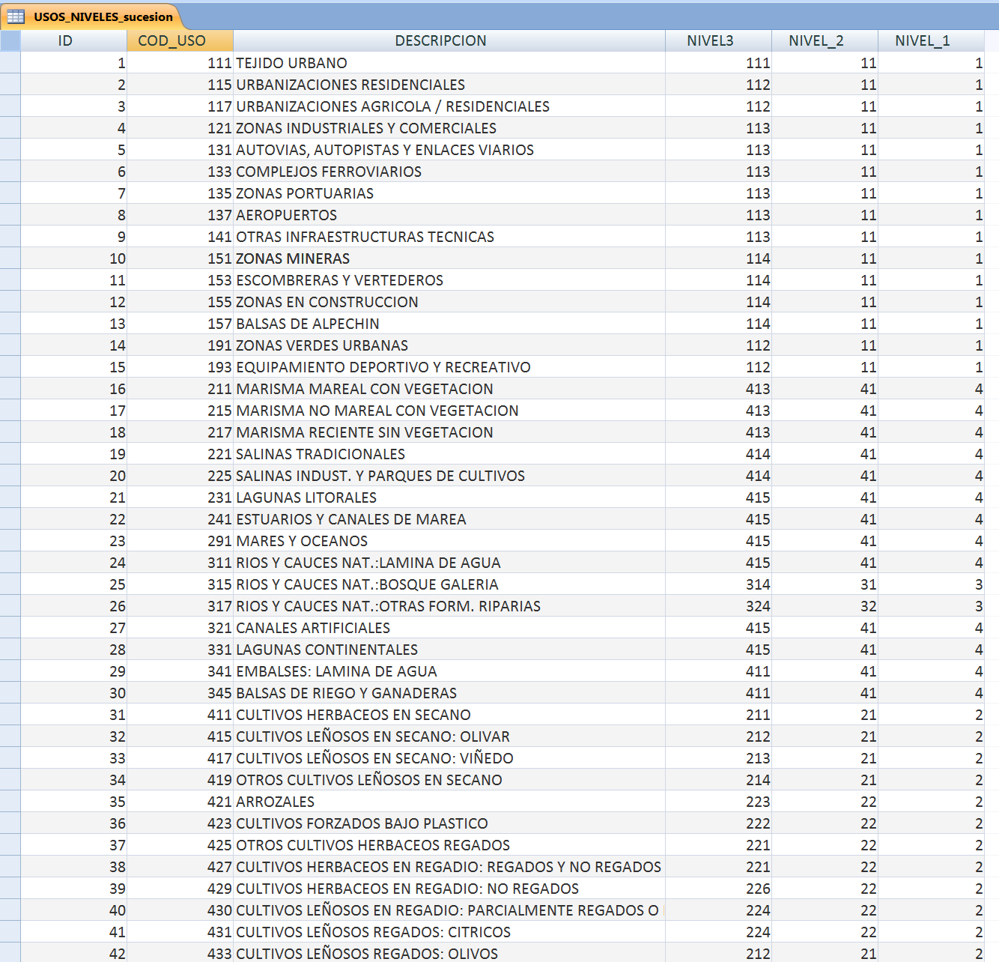 USOS_NIVELES_sucesion
ID COD_USO DESCRIPCION NIVEL3 NIVEL_2 NIVEL_1
1 111 TEJIDO URBANO 111 11 1
2 115 URBANIZACIONES RESIDENCIALES 112 11 1
3 117 URBANIZACIONES AGRICOLA / RESIDENCIALES 112 11 1
4 121 ZONAS INDUSTRIALES Y COMERCIALES 113 11 1
5 131 AUTOVIAS, AUTOPISTAS Y ENLACES VIARIOS 113 11 1
6 133 COMPLEJOS FERROVIARIOS 113 11 1
7 135 ZONAS PORTUARIAS 113 11 1
8 137 AEROPUERTOS 113 11 1
9 141 OTRAS INFRAESTRUCTURAS TECNICAS 113 11 1
10 151 ZONAS MINERAS 114 11 1
11 153 ESCOMBRERAS Y VERTEDEROS 114 11 1
12 155 ZONAS EN CONSTRUCCION 114 11 1
13 157 BALSAS DE ALPECHIN 114 11 1
14 191 ZONAS VERDES URBANAS 112 11 1
15 193 EQUIPAMIENTO DEPORTIVO Y RECREATIVO 112 11 1
16 211 MARISMA MAREAL CON VEGETACION 413 41 4
17 215 MARISMA NO MAREAL CON VEGETACION 413 41 4
18 217 MARISMA RECIENTE SIN VEGETACION 413 41 4
19 221 SALINAS TRADICIONALES 414 41 4
20 225 SALINAS INDUST. Y PARQUES DE CULTIVOS 414 41 4
21 231 LAGUNAS LITORALES 415 41 4
22 241 ESTUARIOS Y CANALES DE MAREA 415 41 4
23 291 MARES Y OCEANOS 415 41 4
24 311 RIOS Y CAUCES NAT.:LAMINA DE AGUA 415 41 4
25 315 RIOS Y CAUCES NAT.:BOSQUE GALERIA 314 31 3
26 317 RIOS Y CAUCES NAT.:OTRAS FORM. RIPARIAS 324 32 3
27 321 CANALES ARTIFICIALES 415 41 4
28 331 LAGUNAS CONTINENTALES 415 41 4
29 341 EMBALSES: LAMINA DE AGUA 411 41 4
30 345 BALSAS DE RIEGO Y GANADERAS 411 41 4
31 411 CULTIVOS HERBACEOS EN SECANO 211 21 2
32 415 CULTIVOS LEÑOSOS EN SECANO: OLIVAR 212 21 2
33 417 CULTIVOS LEÑOSOS EN SECANO: VIÑEDO 213 21 2
34 419 OTROS CULTIVOS LEÑOSOS EN SECANO 214 21 2
35 421 ARROZALES 223 22 2
36 423 CULTIVOS FORZADOS BAJO PLASTICO 222 22 2
37 425 OTROS CULTIVOS HERBACEOS REGADOS 221 22 2
38 427 CULTIVOS HERBACEOS EN REGADIO: REGADOS Y NO REGADOS 221 22 2
39 429 CULTIVOS HERBACEOS EN REGADIO: NO REGADOS 226 22 2
40 430 CULTIVOS LEÑOSOS EN REGADIO: PARCIALMENTE REGADOS O 224 22 2
41 431 CULTIVOS LEÑOSOS REGADOS: CITRICOS 224 22 2
42 433 CULTIVOS LEÑOSOS REGADOS: OLIVOS 212 21 2